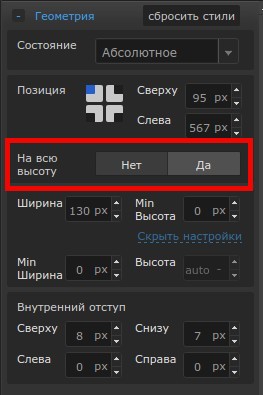 - Геометрия сбросить стили
Состояние Абсолютное
Позиция Сверху
95 px
Слева
567 px
На всю высоту Нет Да
Ширина 130 px Min Высота 0 px
Скрыть настройки
Min Ширина 0 px Высота auto -
Внутренний отступ
Сверху 8 px Снизу 7 px
Слева 0 px Справа 0 px